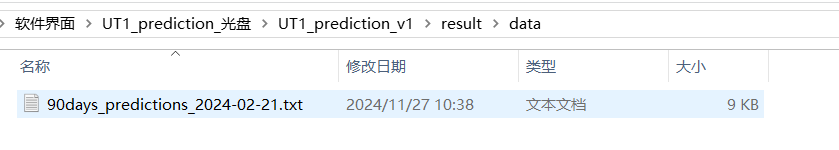 软件界面 > UT1_prediction_光盘 > UT1_prediction_v1 > result > data
名称 修改日期 类型 大小
90days_predictions_2024-02-21.txt 2024/11/27 10:38 文本文档 9 KB